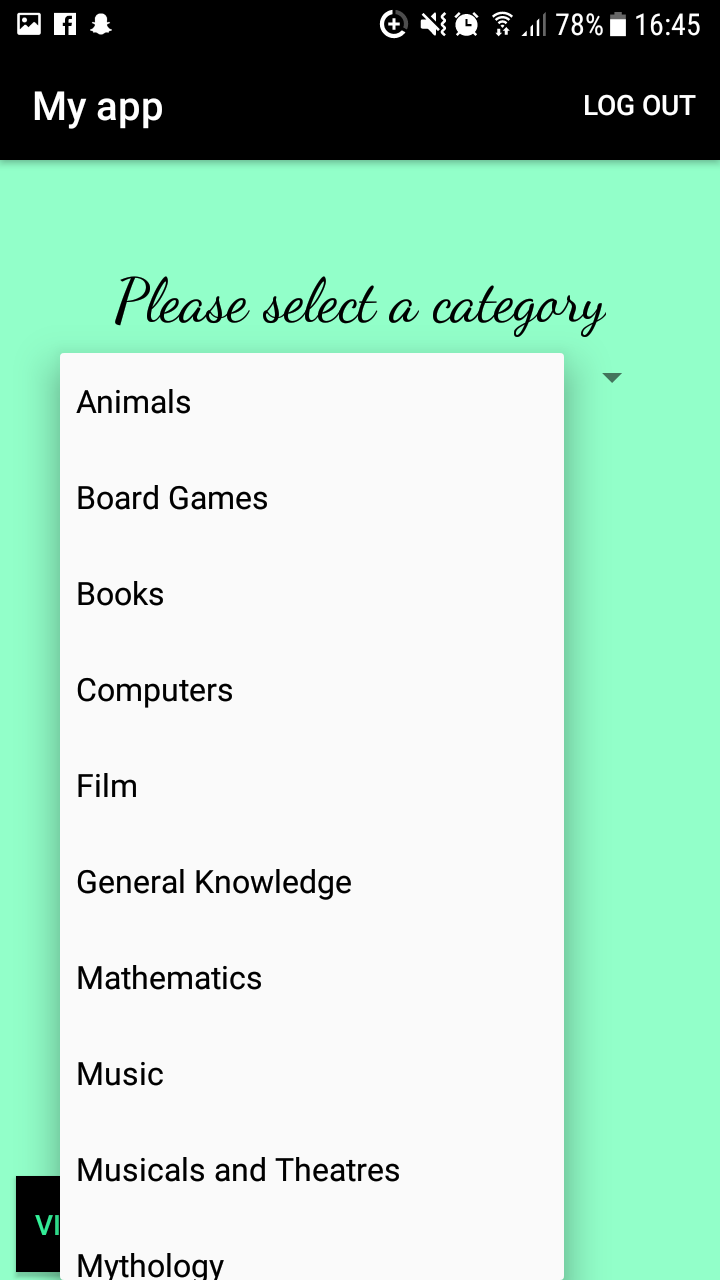 78% 16:45
My app LOG OUT
Please select a category
Animals
Board Games
Books
Computers
Film
General Knowledge
Mathematics
Music
Musicals and Theatres
VI
Mythology